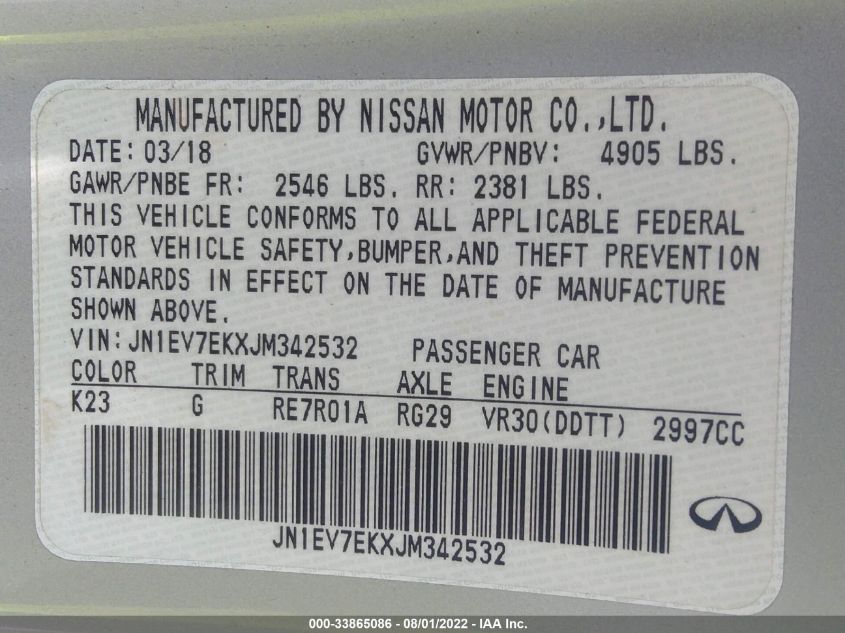 MANUFACTURED BY NISSAN MOTOR CO.,LTD.
DATE: 03/18 GVWR/PNBV: 4905 LBS.
GAWR/PNBE FR: 2546 LBS. RR: 2381 LBS.
THIS VEHICLE CONFORMS TO ALL APPLICABLE FEDERAL
MOTOR VEHICLE SAFETY,BUMPER,AND THEFT PREVENTION
STANDARDS IN EFFECT ON THE DATE OF MANUFACTURE
SHOWN ABOVE.
VIN:JN1EV7EKXJM342532 PASSENGER CAR
COLOR TRIM TRANS AXLE ENGINE
K23 G RE7R01A RG29 VR30(DDTT) 2997CC
JN1EV7EKXJM342532
000-33865086 - 08/01/2022 - IAA Inc.